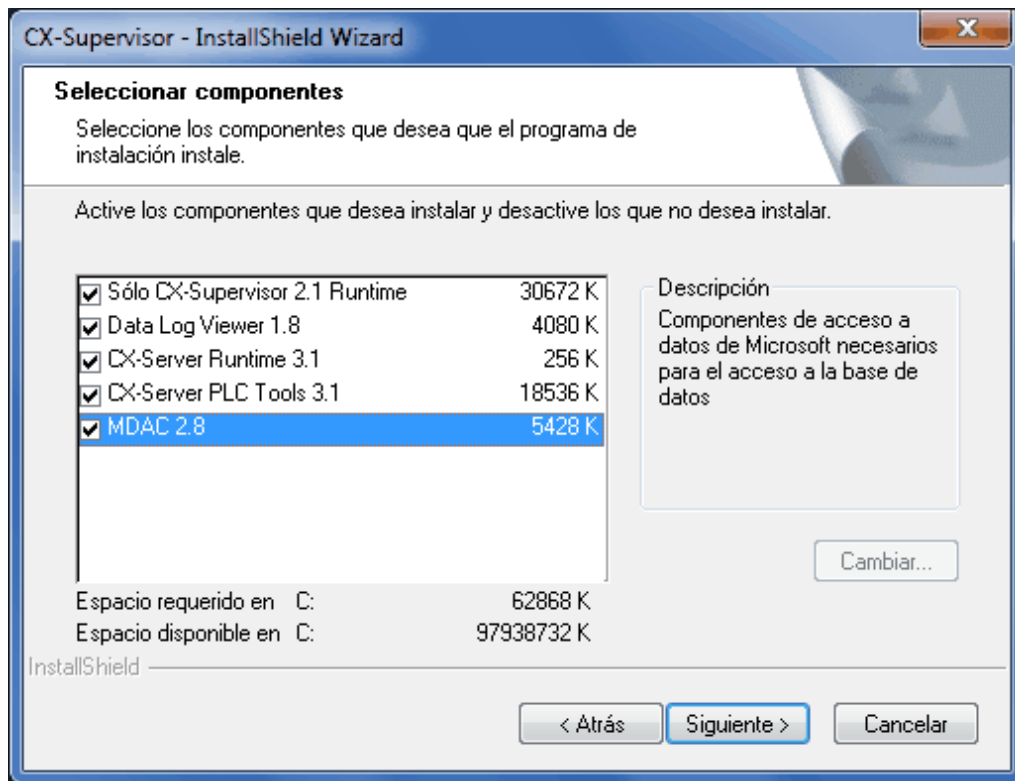 CX-Supervisor - InstallShield Wizard
Seleccionar componentes
Seleccione los componentes que desea que el programa de
instalación instale.
Active los componentes que desea instalar y desactive los que no desea instalar.
Sólo CX-Supervisor 2.1 Runtime 30672 K
Data Log Viewer 1.8 4080 K
CX-Server Runtime 3.1 256 K
CX-Server PLC Tools 3.1 18536 K
MDAC 2.8 5428 K
Descripción
Componentes de acceso a
datos de Microsoft necesarios
para el acceso a la base de
datos
Cambiar...
Espacio requerido en C: 62868 K
Espacio disponible en C: 97938732 K
InstallShield
< Atrás Siguiente > Cancelar